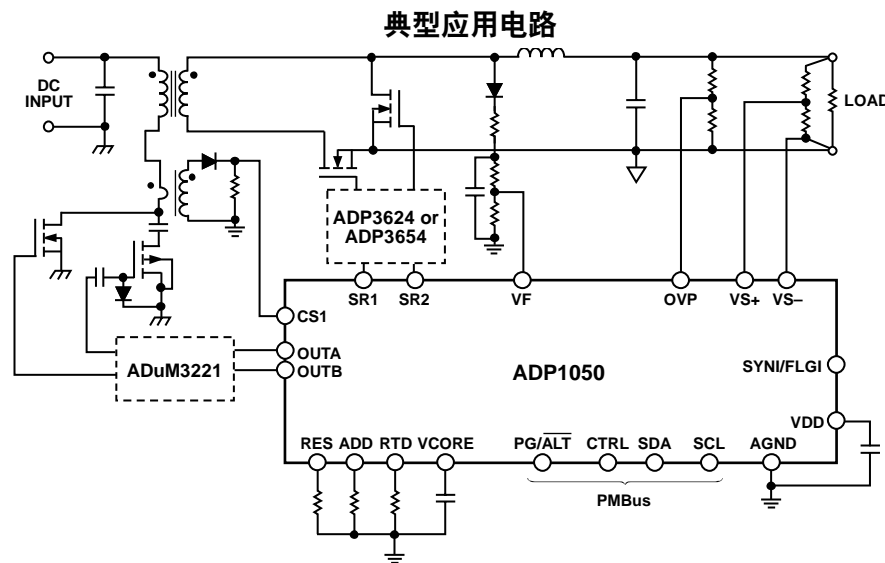 典型应用电路
DC
INPUT
LOAD
ADP3624 or
ADP3654
SR1
SR2
VF
OVP
VS+
VS–
CS1
OUTA
OUTB
ADuM3221
ADP1050
SYNI/FLGI
VDD
RES
ADD
RTD
VCORE
PG/ALT
CTRL
SDA
SCL
AGND
PMBus